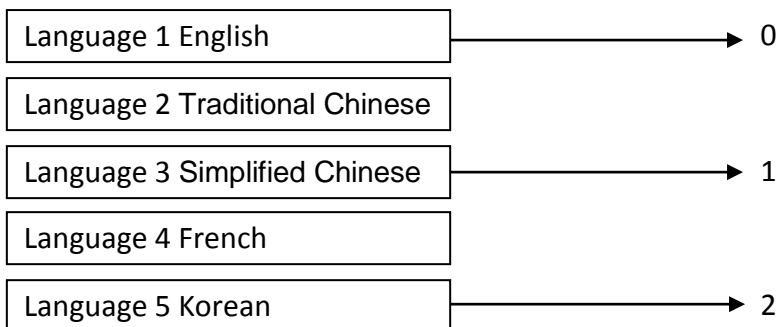 Language 1 English 0
Language 2 Traditional Chinese
Language 3 Simplified Chinese 1
Language 4 French
Language 5 Korean 2